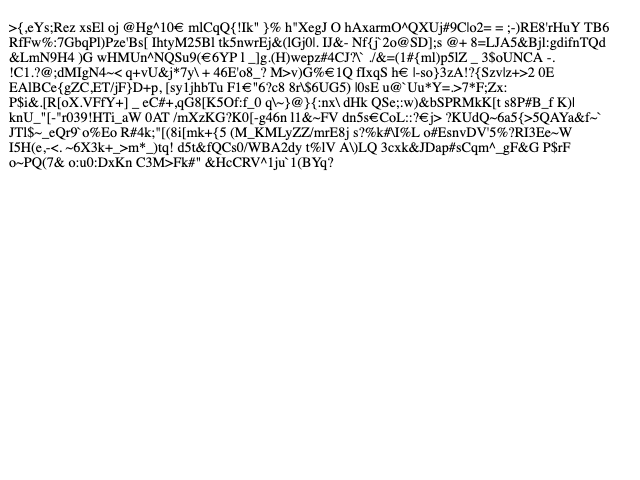 >{,eYs;Rez xsEl oj @Hg^10€ mlCqQ{!Ik" }% h"XegJ O hAxarmO^QXUj#9C|o2= = ;-)RE8'rHuY TB6
RfFw%:7GbqPl)Pze'Bs[ IhtyM25Bl tk5nwrEj&(lGj0|. IJ&- Nf{j`2o@SD];s @+ 8=LJA5&Bjl:gdifnTQd
&LmN9H4 )G wHMUn^NQSu9(€6YP l _]g.(H)wepz#4CJ?\` ./&=(1#{ml)p5lZ _ 3$oUNCA -.
!C1.?@;dMIgN4~< q+vU&j*7y\ + 46E'o8_? M>v)G%€1Q fIxqS h€ |-so}3zA!?{Szvlz+>2 0E
EAlBCe{gZC,ET/jF}D+p, [sy1jhbTu F1€"6?c8 8r\$6UG5) l0sE u@`Uu*Y=.>7*F;Zx:
P$i&.[R[oX.VFfY+] _ eC#+,qG8[K5Of:f_0 q\~}@}{:nx\ dHk QSe;:w)&bSPRMkK[t s8P#B_f K)|
knU_"[-"r039!HTi_aW 0AT /mXzKG?K0[-g46n l1&~FV dn5s€CoL::?€j> ?KUdQ~6a5{>5QAYa&f~`
JTl$~_eQr9`o%Eo R#4k;"[(8i[mk+{5 (M_KMLyZZ/mrE8j s?%k#\I%L o#EsnvDV'5%?RI3Ee~W
I5H(e,-<. ~6X3k+_>m*_)tq! d5t&fQCs0/WBA2dy t%lV A\)LQ 3cxk&JDap#sCqm^_gF&G P$rF
o~PQ(7& o:u0:DxKn C3M>Fk#" &HcCRV^1ju`1(BYq?